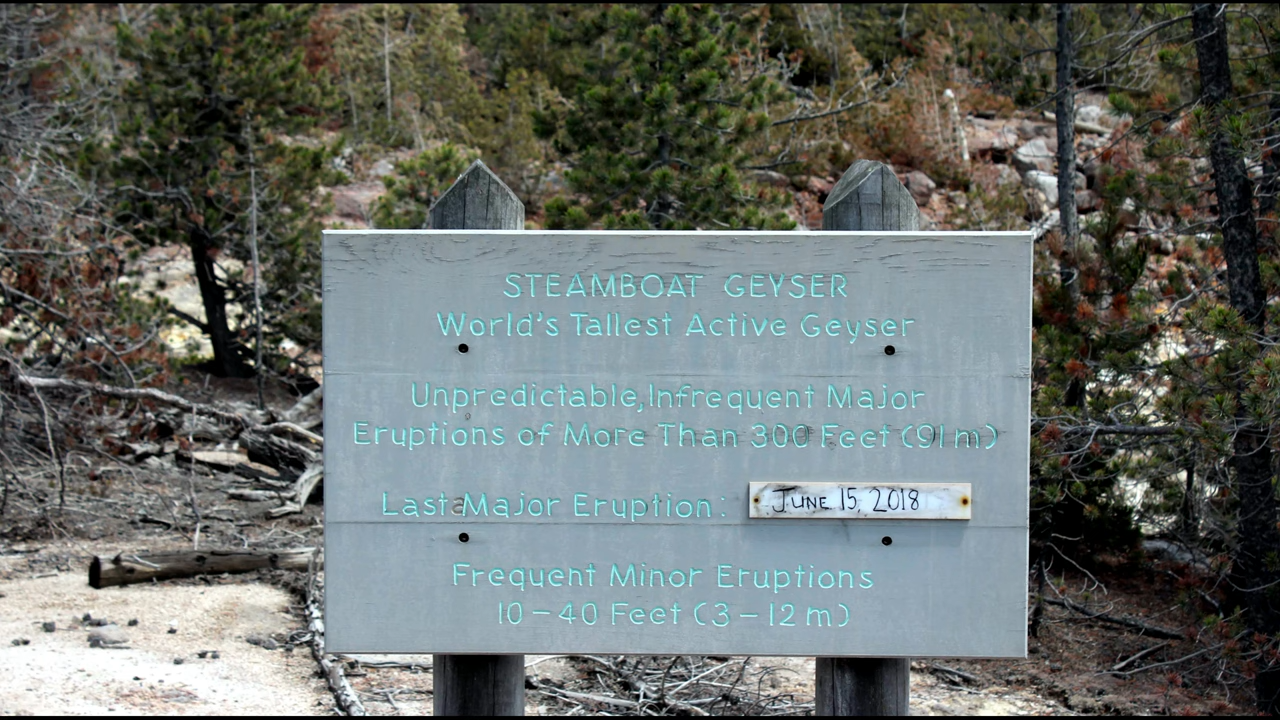 STEAMBOAT GEYSER
World's Tallest Active Geyser
Unpredictable, Infrequent Major
Eruptions of More Than 300 Feet (91 m)
Last Major Eruption: JUNE 15, 2018
Frequent Minor Eruptions
10 – 40 Feet (3 – 12 m)